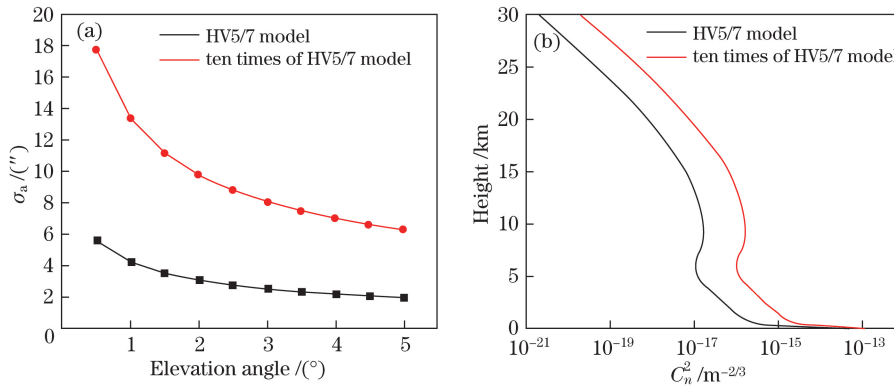 (a)
HV5/7 model
ten times of HV5/7 model
20
18
16
14
12
10
8
6
4
2
0
σa /(″)
1 2 3 4 5
Elevation angle /(°)
(b)
HV5/7 model
ten times of HV5/7 model
30
25
20
15
10
5
0
Height /km
10⁻²¹ 10⁻¹⁹ 10⁻¹⁷ 10⁻¹⁵ 10⁻¹³
C²n /m⁻²/³